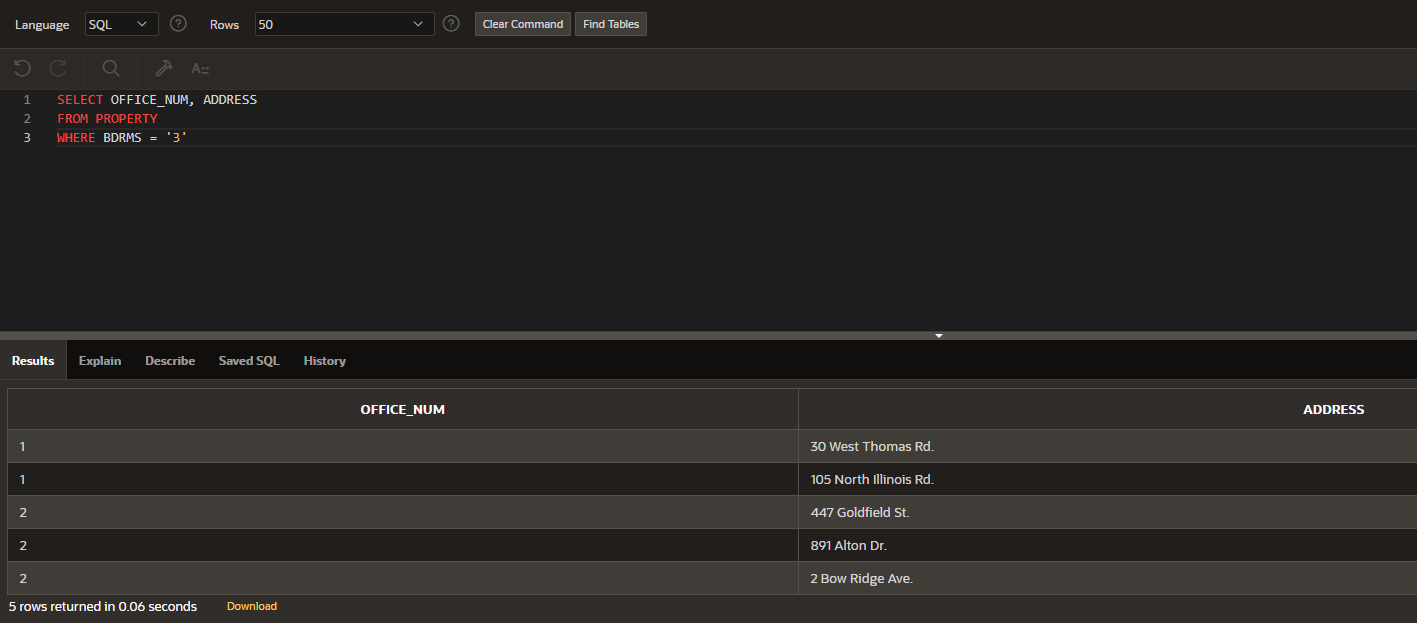 Language SQL Rows 50 Clear Command Find Tables
A
1 SELECT OFFICE_NUM, ADDRESS
2 FROM PROPERTY
3 WHERE BDRMS = '3'
Results Explain Describe Saved SQL History
OFFICE_NUM ADDRESS
1 30 West Thomas Rd.
1 105 North Illinois Rd.
2 447 Goldfield St.
2 891 Alton Dr.
2 2 Bow Ridge Ave.
5 rows returned in 0.06 seconds Download